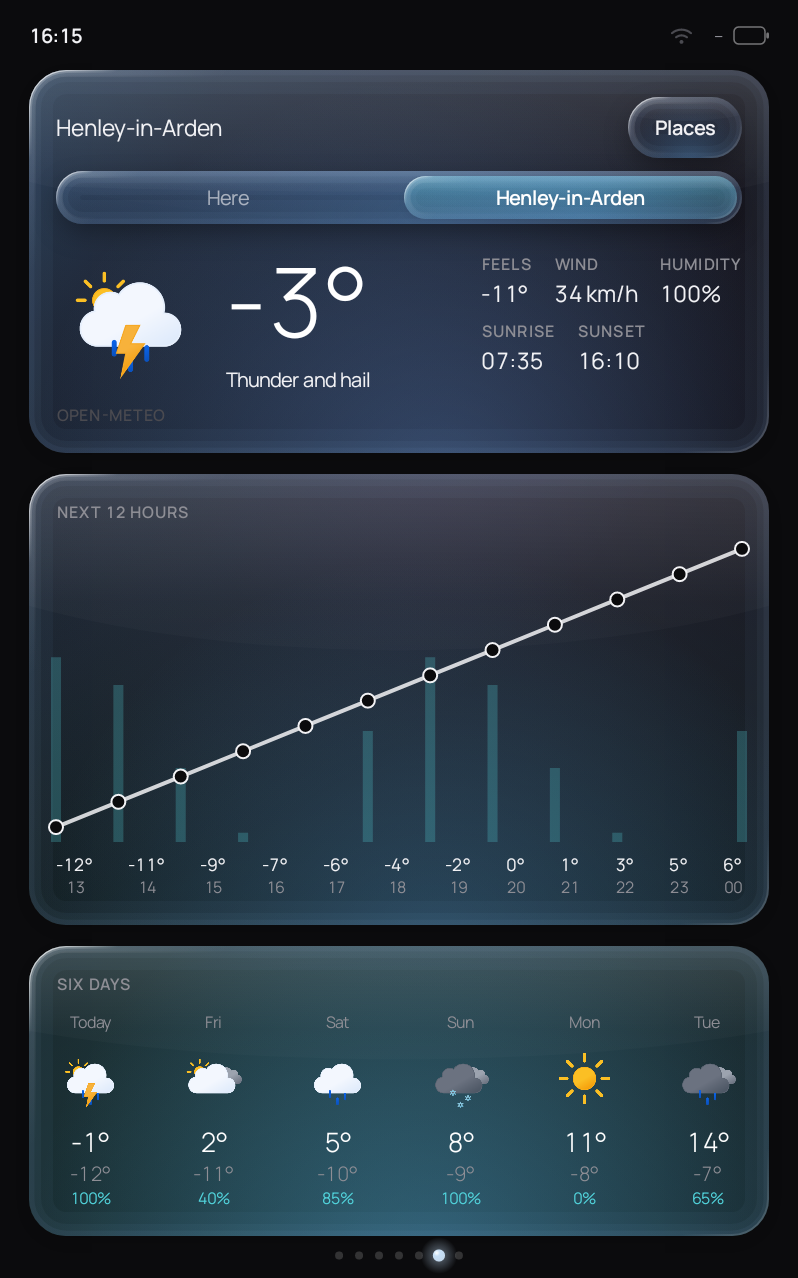 16:15
–
Henley-in-Arden
Places
Here Henley-in-Arden
FEELS WIND HUMIDITY
-11° 34 km/h 100%
-3°
SUNRISE SUNSET
07:35 16:10
Thunder and hail
OPEN-METEO
NEXT 12 HOURS
-12° -11° -9° -7° -6° -4° -2° 0° 1° 3° 5° 6°
13 14 15 16 17 18 19 20 21 22 23 00
SIX DAYS
Today Fri Sat Sun Mon Tue
-1° 2° 5° 8° 11° 14°
-12° -11° -10° -9° -8° -7°
100% 40% 85% 100% 0% 65%